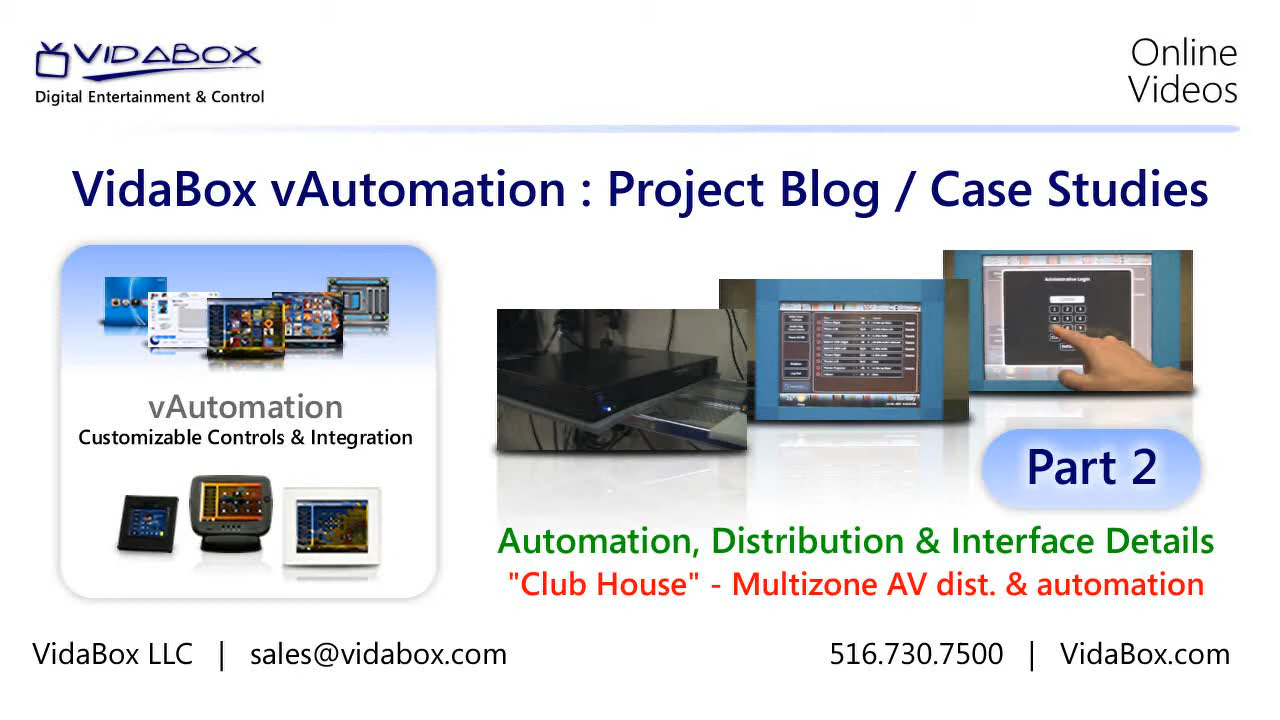 VIDABOX
Digital Entertainment & Control
Online
Videos
VidaBox vAutomation : Project Blog / Case Studies
vAutomation
Customizable Controls & Integration
Administrative Login
Part 2
Automation, Distribution & Interface Details
"Club House" - Multizone AV dist. & automation
VidaBox LLC | sales@vidabox.com
516.730.7500 | VidaBox.com